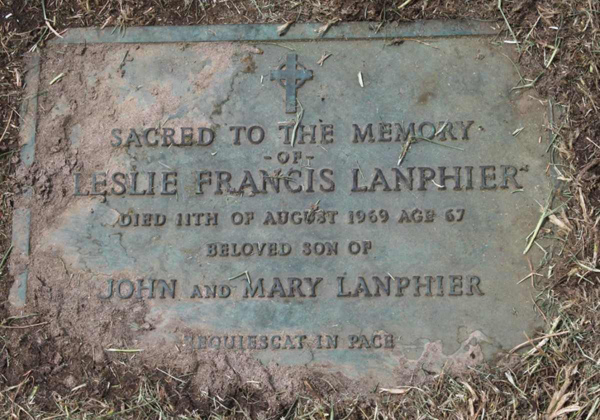 SACRED TO THE MEMORY
-OF-
LESLIE FRANCIS LANPHIER
DIED 11TH OF AUGUST 1969 AGE 67
BELOVED SON OF
JOHN AND MARY LANPHIER
REQUIESCAT IN PACE